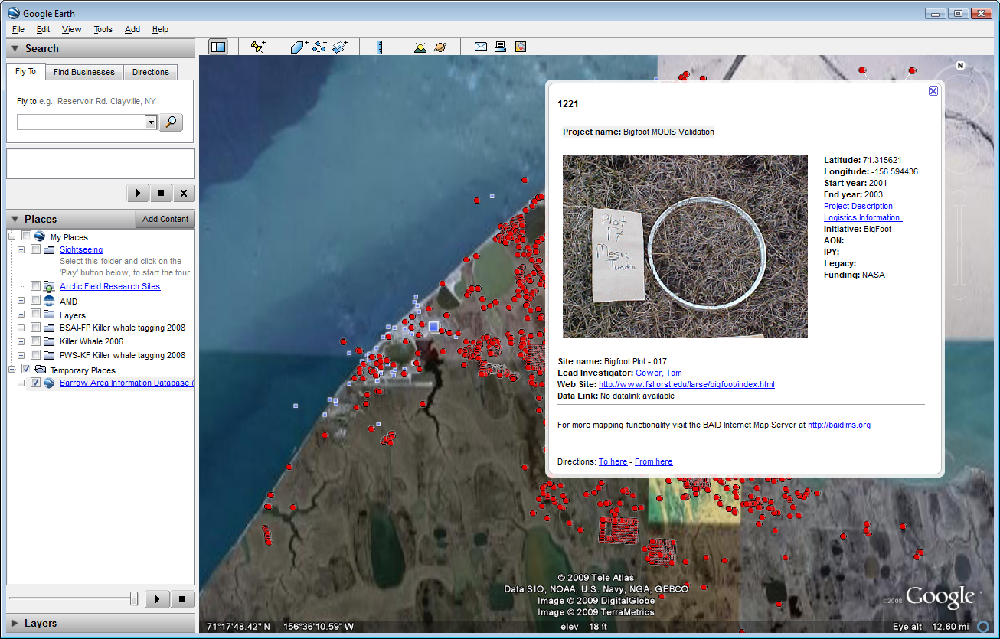 Google Earth
File Edit View Tools Add Help
Search
Fly To Find Businesses Directions
Fly to e.g., Reservoir Rd. Clayville, NY
Places Add Content
My Places
Sightseeing
Select this folder and click on the
'Play' button below, to start the tour.
Arctic Field Research Sites
AMD
Layers
BSAI-FP Killer whale tagging 2008
Killer Whale 2006
PWS-KF Killer whale tagging 2008
Temporary Places
Barrow Area Information Database (
Layers
N
1221
Project name: Bigfoot MODIS Validation
Plot
17
Mesic
Tundra
Latitude: 71.315621
Longitude: -156.594436
Start year: 2001
End year: 2003
Project Description
Logistics Information
Initiative: BigFoot
AON:
IPY:
Legacy:
Funding: NASA
Site name: Bigfoot Plot - 017
Lead Investigator: Gower, Tom
Web Site: http://www.fsl.orst.edu/larse/bigfoot/index.html
Data Link: No datalink available
For more mapping functionality visit the BAID Internet Map Server at http://baidims.org
Directions: To here - From here
© 2009 Tele Atlas
Data SIO, NOAA, U.S. Navy, NGA, GEBCO
Image © 2009 DigitalGlobe
Image © 2009 TerraMetrics
©2008 Google™
71°17'48.42" N 156°36'10.59" W elev 18 ft Eye alt 12.60 mi